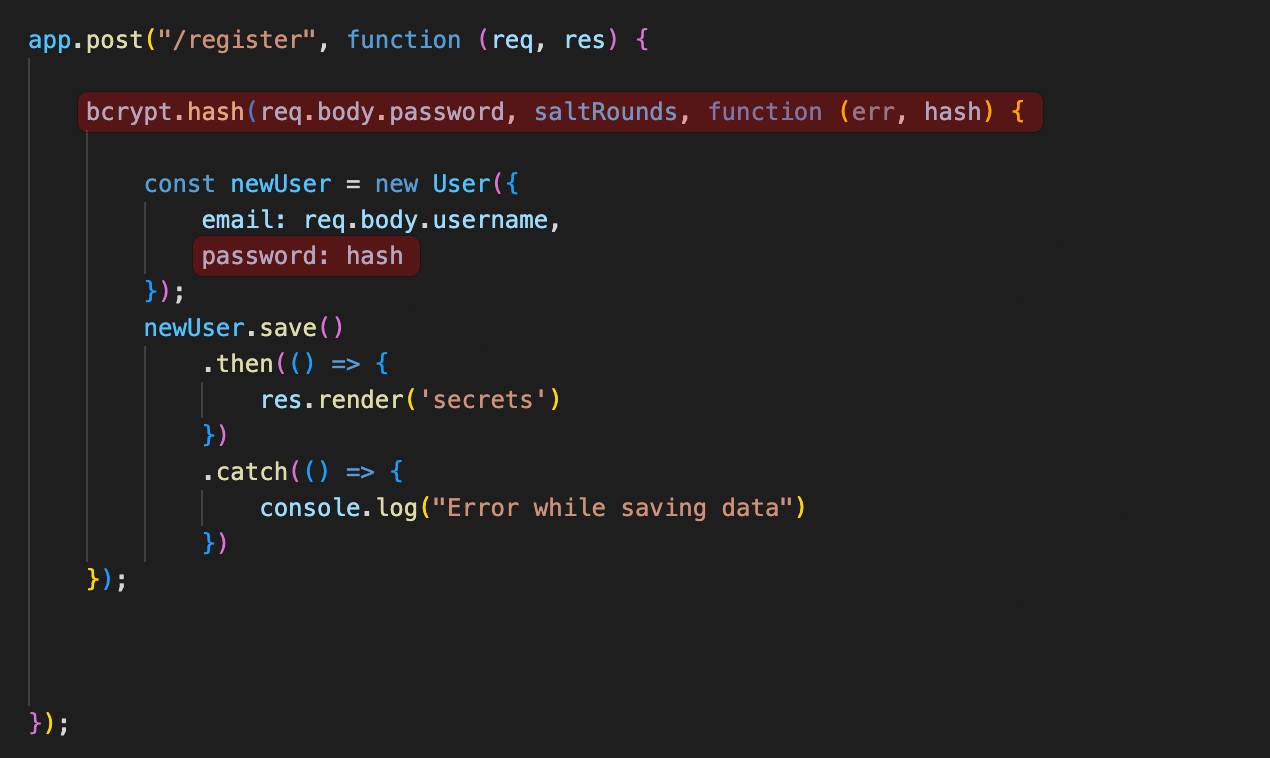 app.post("/register", function (req, res) {
bcrypt.hash(req.body.password, saltRounds, function (err, hash) {
const newUser = new User({
email: req.body.username,
password: hash
});
newUser.save()
.then(() => {
res.render('secrets')
})
.catch(() => {
console.log("Error while saving data")
})
});
});